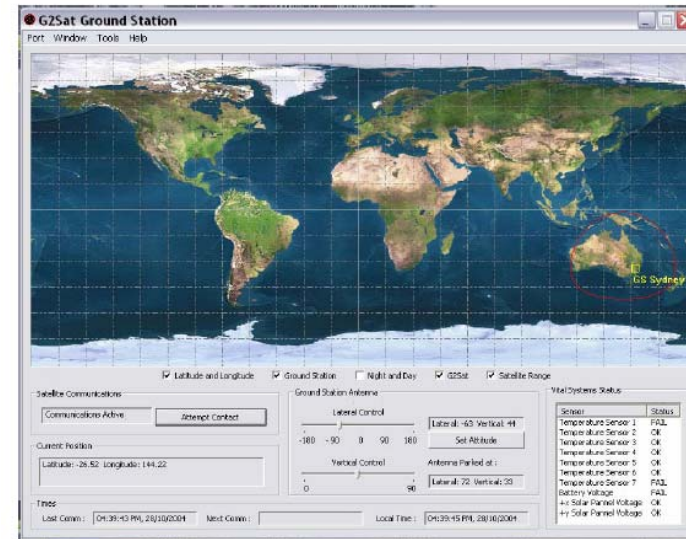 G2Sat Ground Station
Port Window Tools Help
GS Sydney
Latitude and Longitude Ground Station Night and Day G2Sat Satellite Range
Satellite Communications
Communications Active Attempt Contact
Current Position
Latitude: -26.52 Longitude: 144.22
Ground Station Antenna
Lateral Control
-180 -90 0 90 180
Lateral: -63 Vertical: 44
Set Attitude
Vertical Control
0 90
Antenna Parked at :
Lateral: 72 Vertical: 33
Vital Systems Status
Sensor Status
Temperature Sensor 1 FAIL
Temperature Sensor 2 OK
Temperature Sensor 3 OK
Temperature Sensor 4 OK
Temperature Sensor 5 OK
Temperature Sensor 6 OK
Temperature Sensor 7 FAIL
Battery Voltage FAIL
+x Solar Pannel Voltage OK
+y Solar Pannel Voltage OK
Times
Last Comm : 04:39:43 PM, 28/10/2004 Next Comm : Local Time : 04:39:45 PM, 28/10/2004